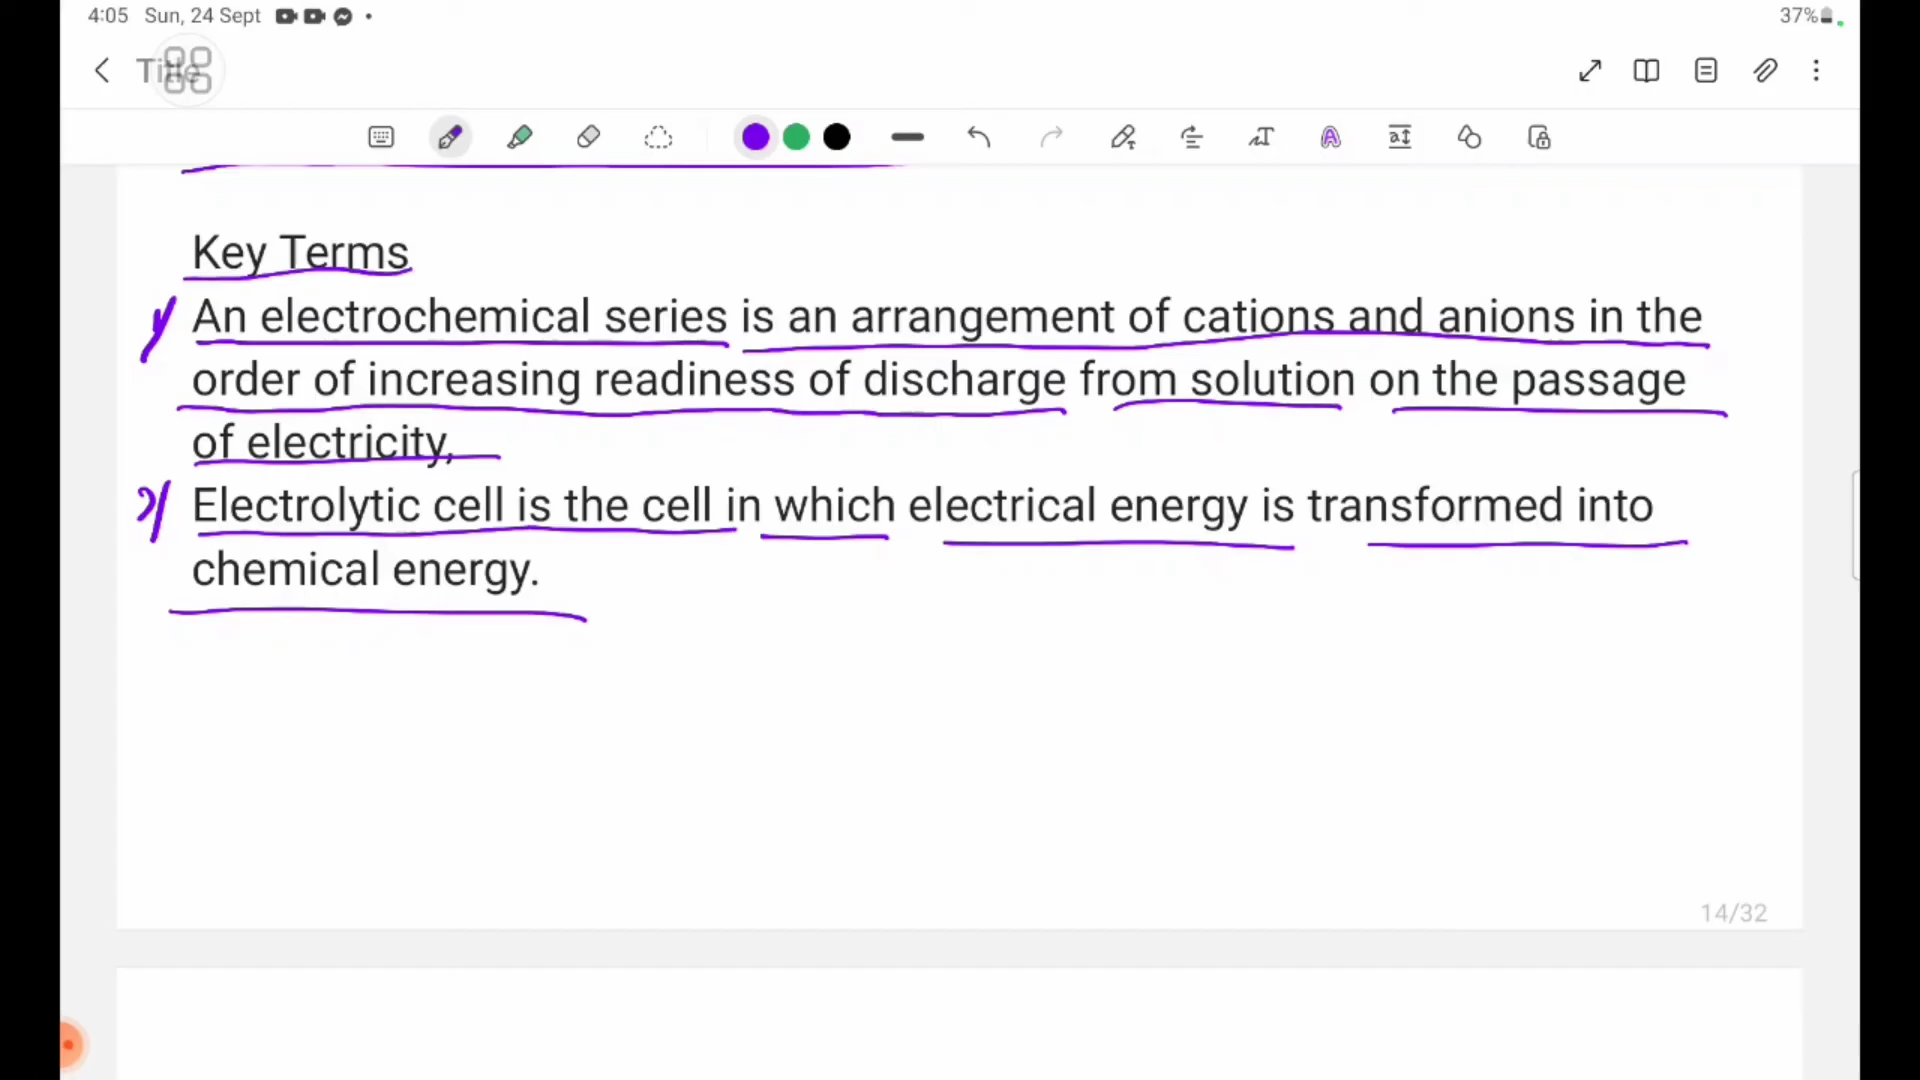 4:05 Sun, 24 Sept
37%
Title
Key Terms
1/ An electrochemical series is an arrangement of cations and anions in the
order of increasing readiness of discharge from solution on the passage
of electricity,
2/ Electrolytic cell is the cell in which electrical energy is transformed into
chemical energy.
14/32